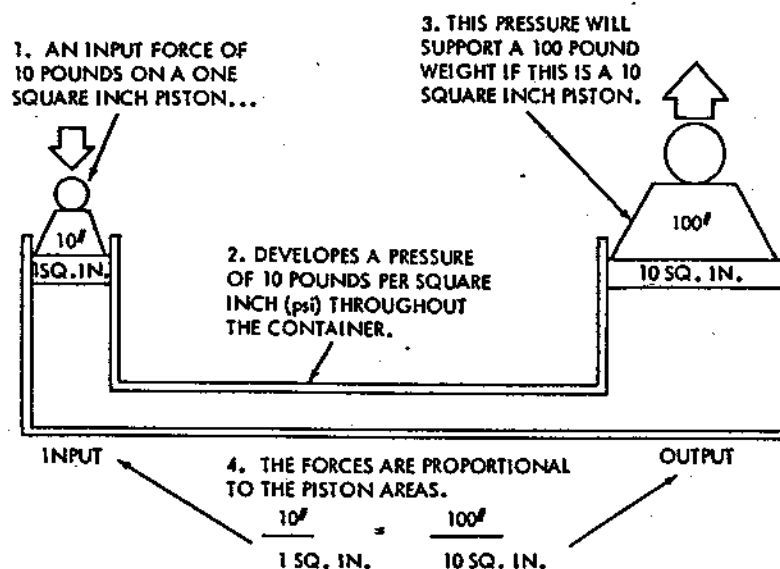 1. AN INPUT FORCE OF
10 POUNDS ON A ONE
SQUARE INCH PISTON...
3. THIS PRESSURE WILL
SUPPORT A 100 POUND
WEIGHT IF THIS IS A 10
SQUARE INCH PISTON.
10#
1SQ. IN.
2. DEVELOPES A PRESSURE
OF 10 POUNDS PER SQUARE
INCH (psi) THROUGHOUT
THE CONTAINER.
100#
10 SQ. IN.
INPUT
4. THE FORCES ARE PROPORTIONAL
TO THE PISTON AREAS.
OUTPUT
10# = 100#
1 SQ. IN. 10 SQ. IN.